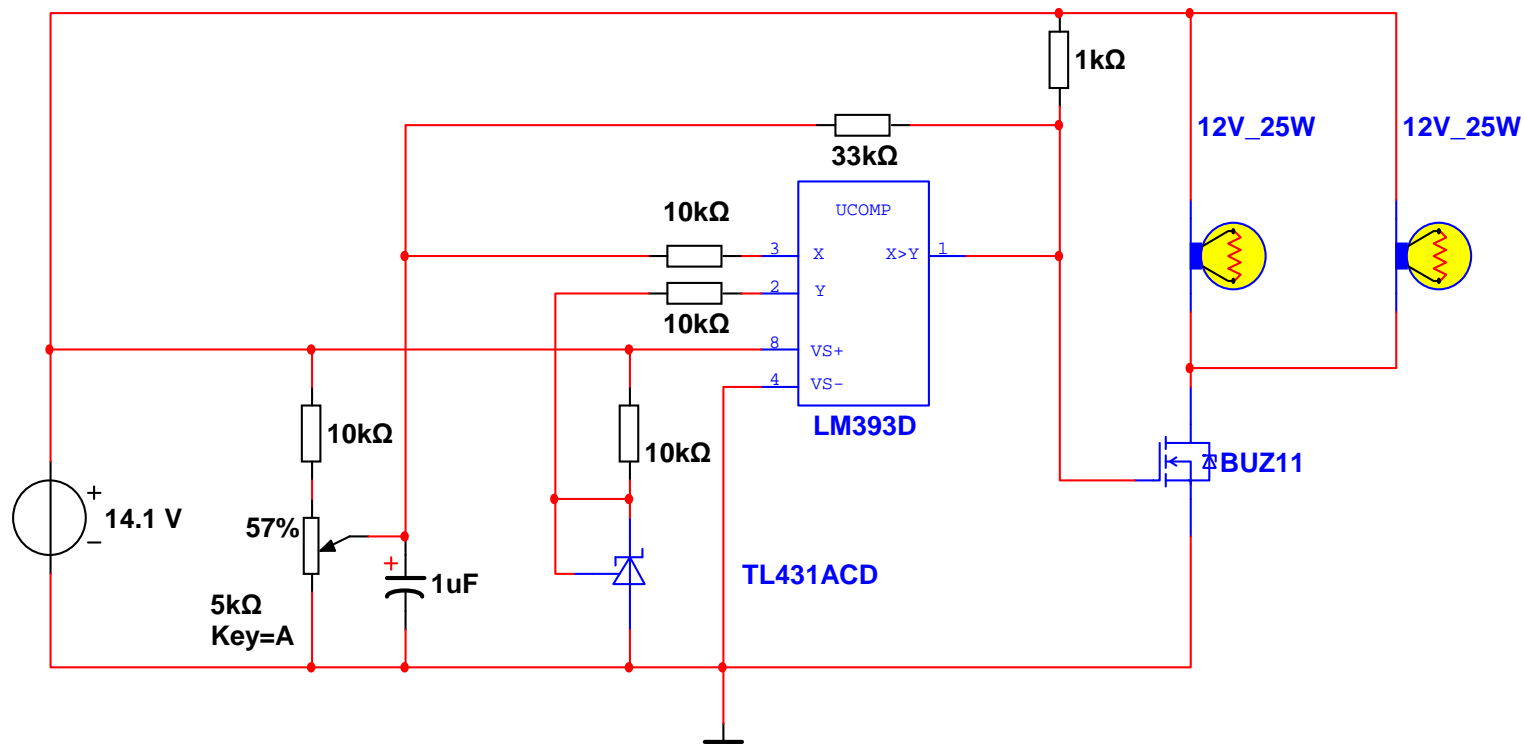 1kΩ
12V_25W
12V_25W
33kΩ
10kΩ
UCOMP
3
X
X>Y
1
2
Y
10kΩ
8
VS+
4
VS-
LM393D
10kΩ
10kΩ
BUZ11
+
14.1 V
−
57%
+
1uF
TL431ACD
5kΩ
Key=A